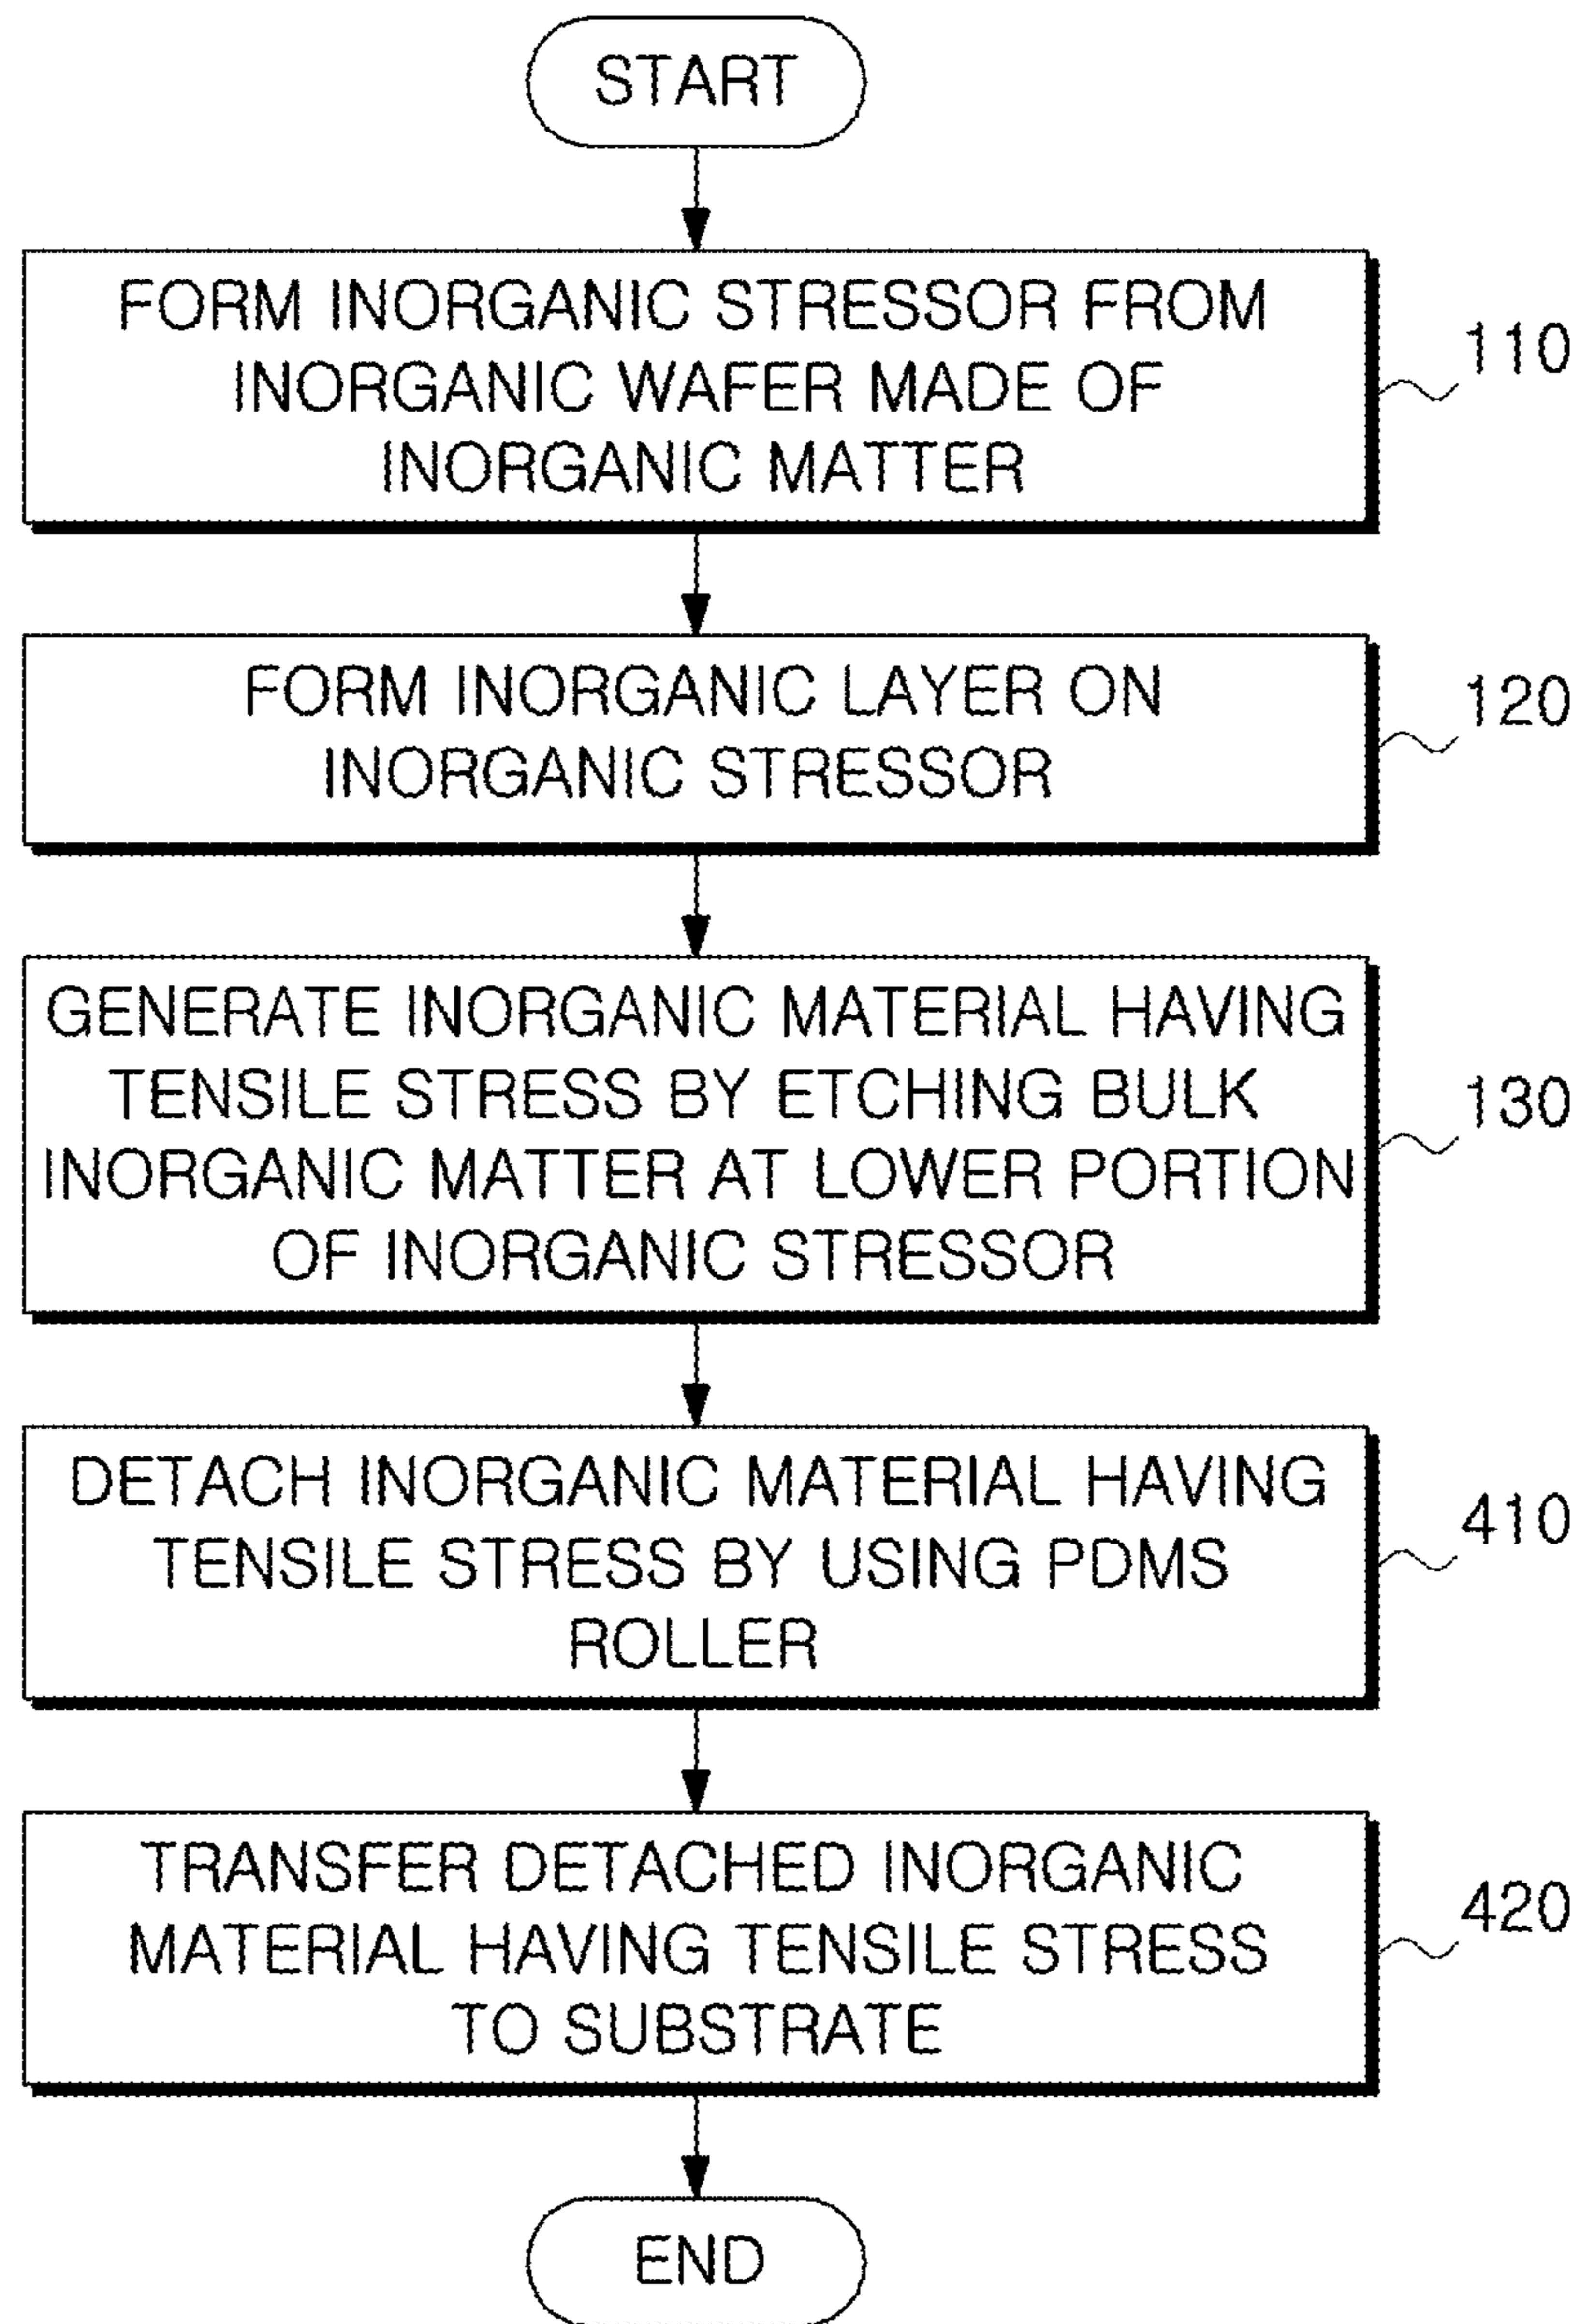 START
FORM INORGANIC STRESSOR FROM
INORGANIC WAFER MADE OF
INORGANIC MATTER
110
FORM INORGANIC LAYER ON
INORGANIC STRESSOR
120
GENERATE INORGANIC MATERIAL HAVING
TENSILE STRESS BY ETCHING BULK
INORGANIC MATTER AT LOWER PORTION
OF INORGANIC STRESSOR
130
DETACH INORGANIC MATERIAL HAVING
TENSILE STRESS BY USING PDMS
ROLLER
410
TRANSFER DETACHED INORGANIC
MATERIAL HAVING TENSILE STRESS
TO SUBSTRATE
420
END